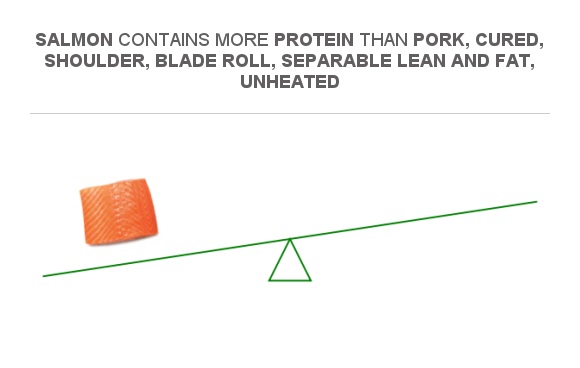 SALMON CONTAINS MORE PROTEIN THAN PORK, CURED,
SHOULDER, BLADE ROLL, SEPARABLE LEAN AND FAT,
UNHEATED